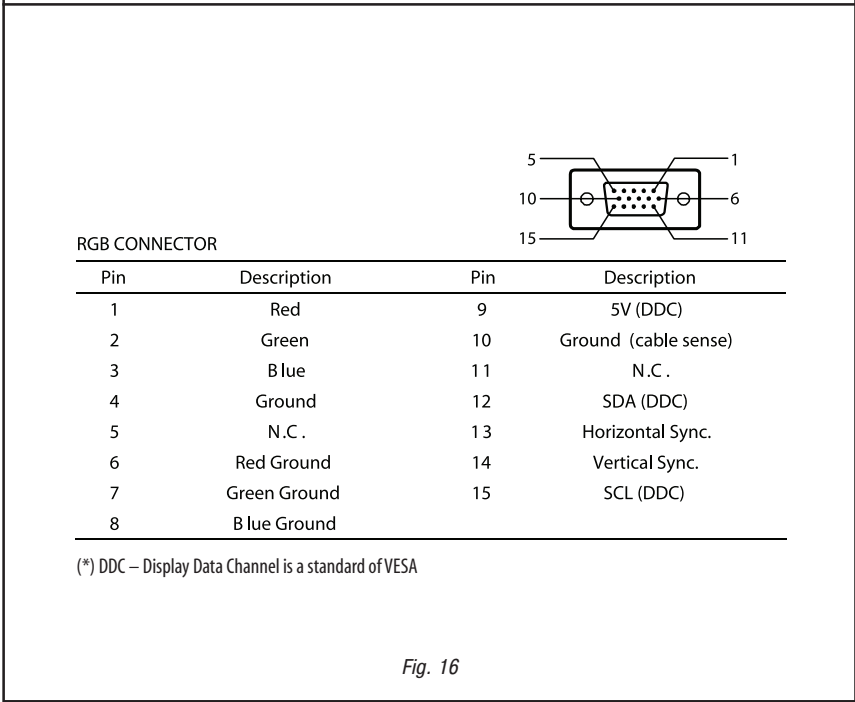 5 1
10 6
15 11
RGB CONNECTOR
Pin Description Pin Description
1 Red 9 5V (DDC)
2 Green 10 Ground (cable sense)
3 Blue 11 N.C.
4 Ground 12 SDA (DDC)
5 N.C. 13 Horizontal Sync.
6 Red Ground 14 Vertical Sync.
7 Green Ground 15 SCL (DDC)
8 Blue Ground
(*) DDC – Display Data Channel is a standard of VESA
Fig. 16